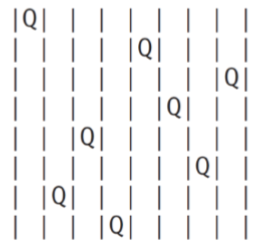 |Q| | | | | | | |
| | | | |Q| | | |
| | | | | | | |Q|
| | | | | |Q| | |
| | |Q| | | | | |
| | | | | | |Q| |
| |Q| | | | | | |
| | | |Q| | | | |